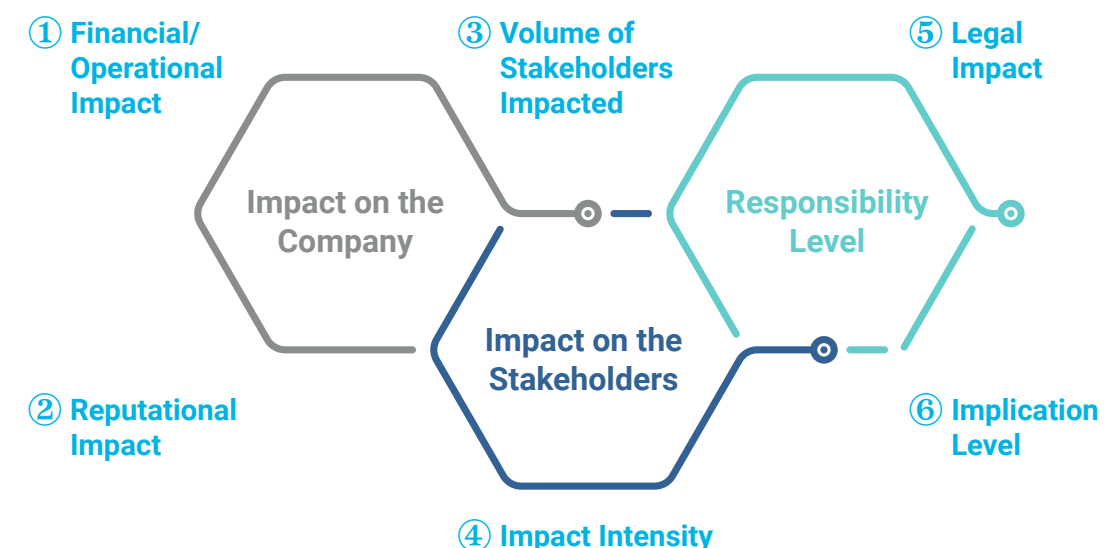 ① Financial/
Operational
Impact
③ Volume of
Stakeholders
Impacted
⑤ Legal
Impact
Impact on the
Company
Responsibility
Level
Impact on the
Stakeholders
② Reputational
Impact
⑥ Implication
Level
④ Impact Intensity